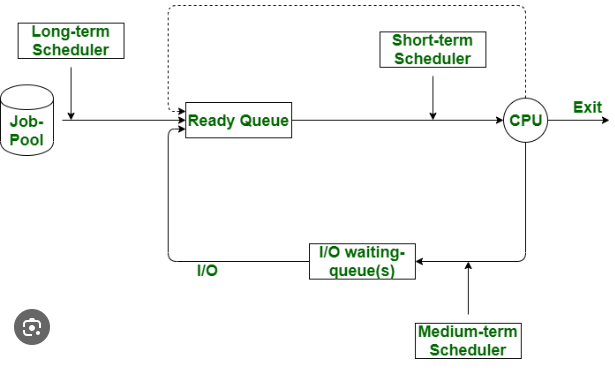 Long-term
Scheduler
Short-term
Scheduler
Job-
Pool
Ready Queue
CPU
Exit
I/O waiting-
queue(s)
I/O
Medium-term
Scheduler